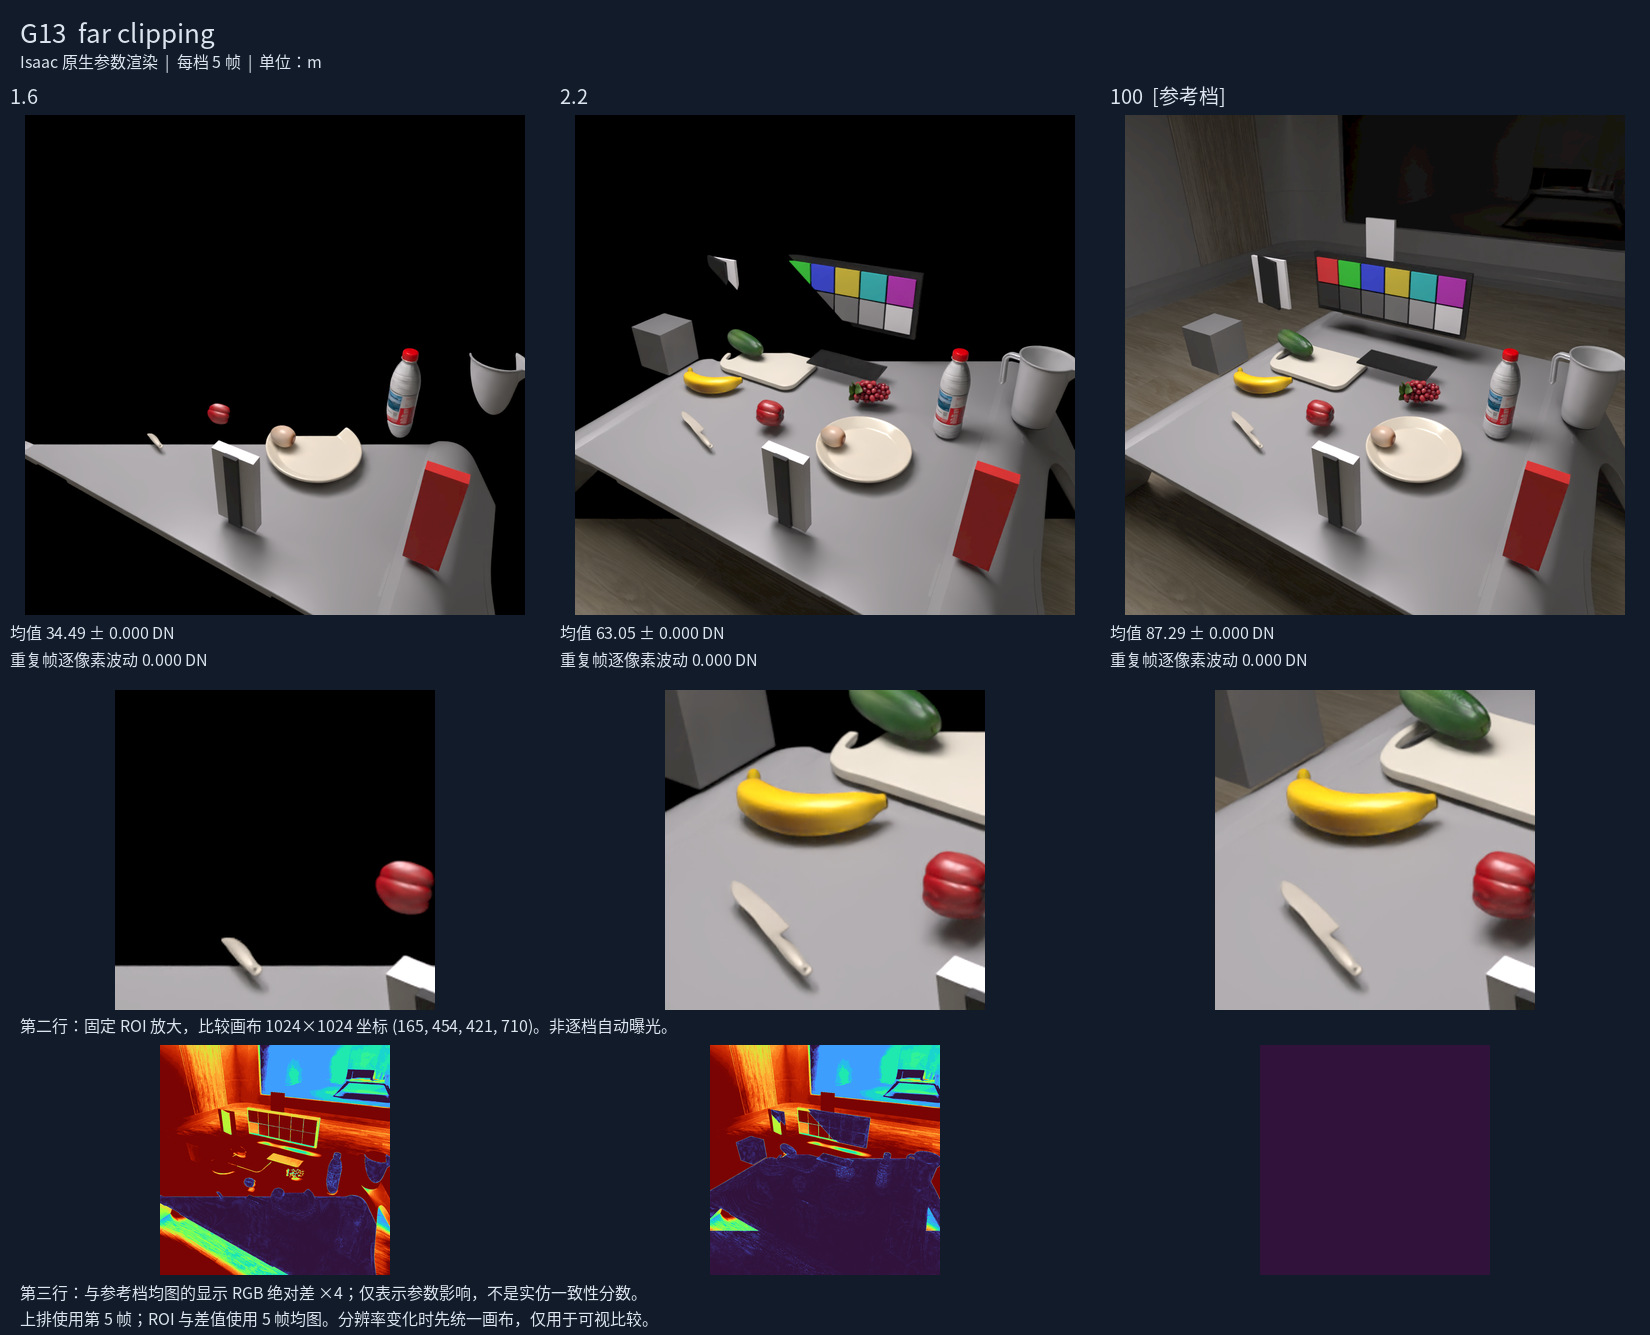 G13 far clipping
Isaac 原生参数渲染 | 每档 5 帧 | 单位：m
1.6
2.2
100 [参考档]
均值 34.49 ± 0.000 DN
重复帧逐像素波动 0.000 DN
均值 63.05 ± 0.000 DN
重复帧逐像素波动 0.000 DN
均值 87.29 ± 0.000 DN
重复帧逐像素波动 0.000 DN
第二行：固定 ROI 放大，比较画布 1024×1024 坐标 (165, 454, 421, 710)。非逐档自动曝光。
第三行：与参考档均图的显示 RGB 绝对差 ×4；仅表示参数影响，不是实仿一致性分数。
上排使用第 5 帧；ROI 与差值使用 5 帧均图。分辨率变化时先统一画布，仅用于可视比较。